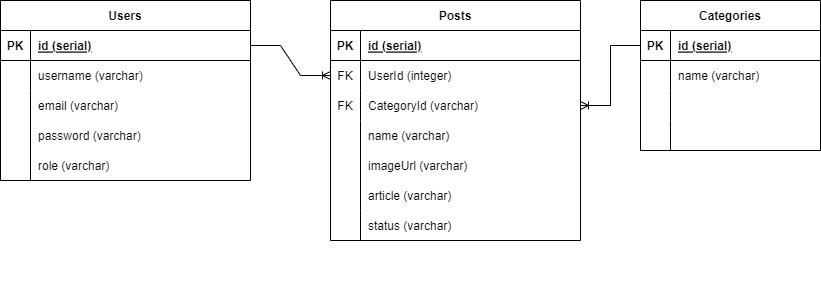 Users
PK id (serial)
username (varchar)
email (varchar)
password (varchar)
role (varchar)
Posts
PK id (serial)
FK UserId (integer)
FK CategoryId (varchar)
name (varchar)
imageUrl (varchar)
article (varchar)
status (varchar)
Categories
PK id (serial)
name (varchar)